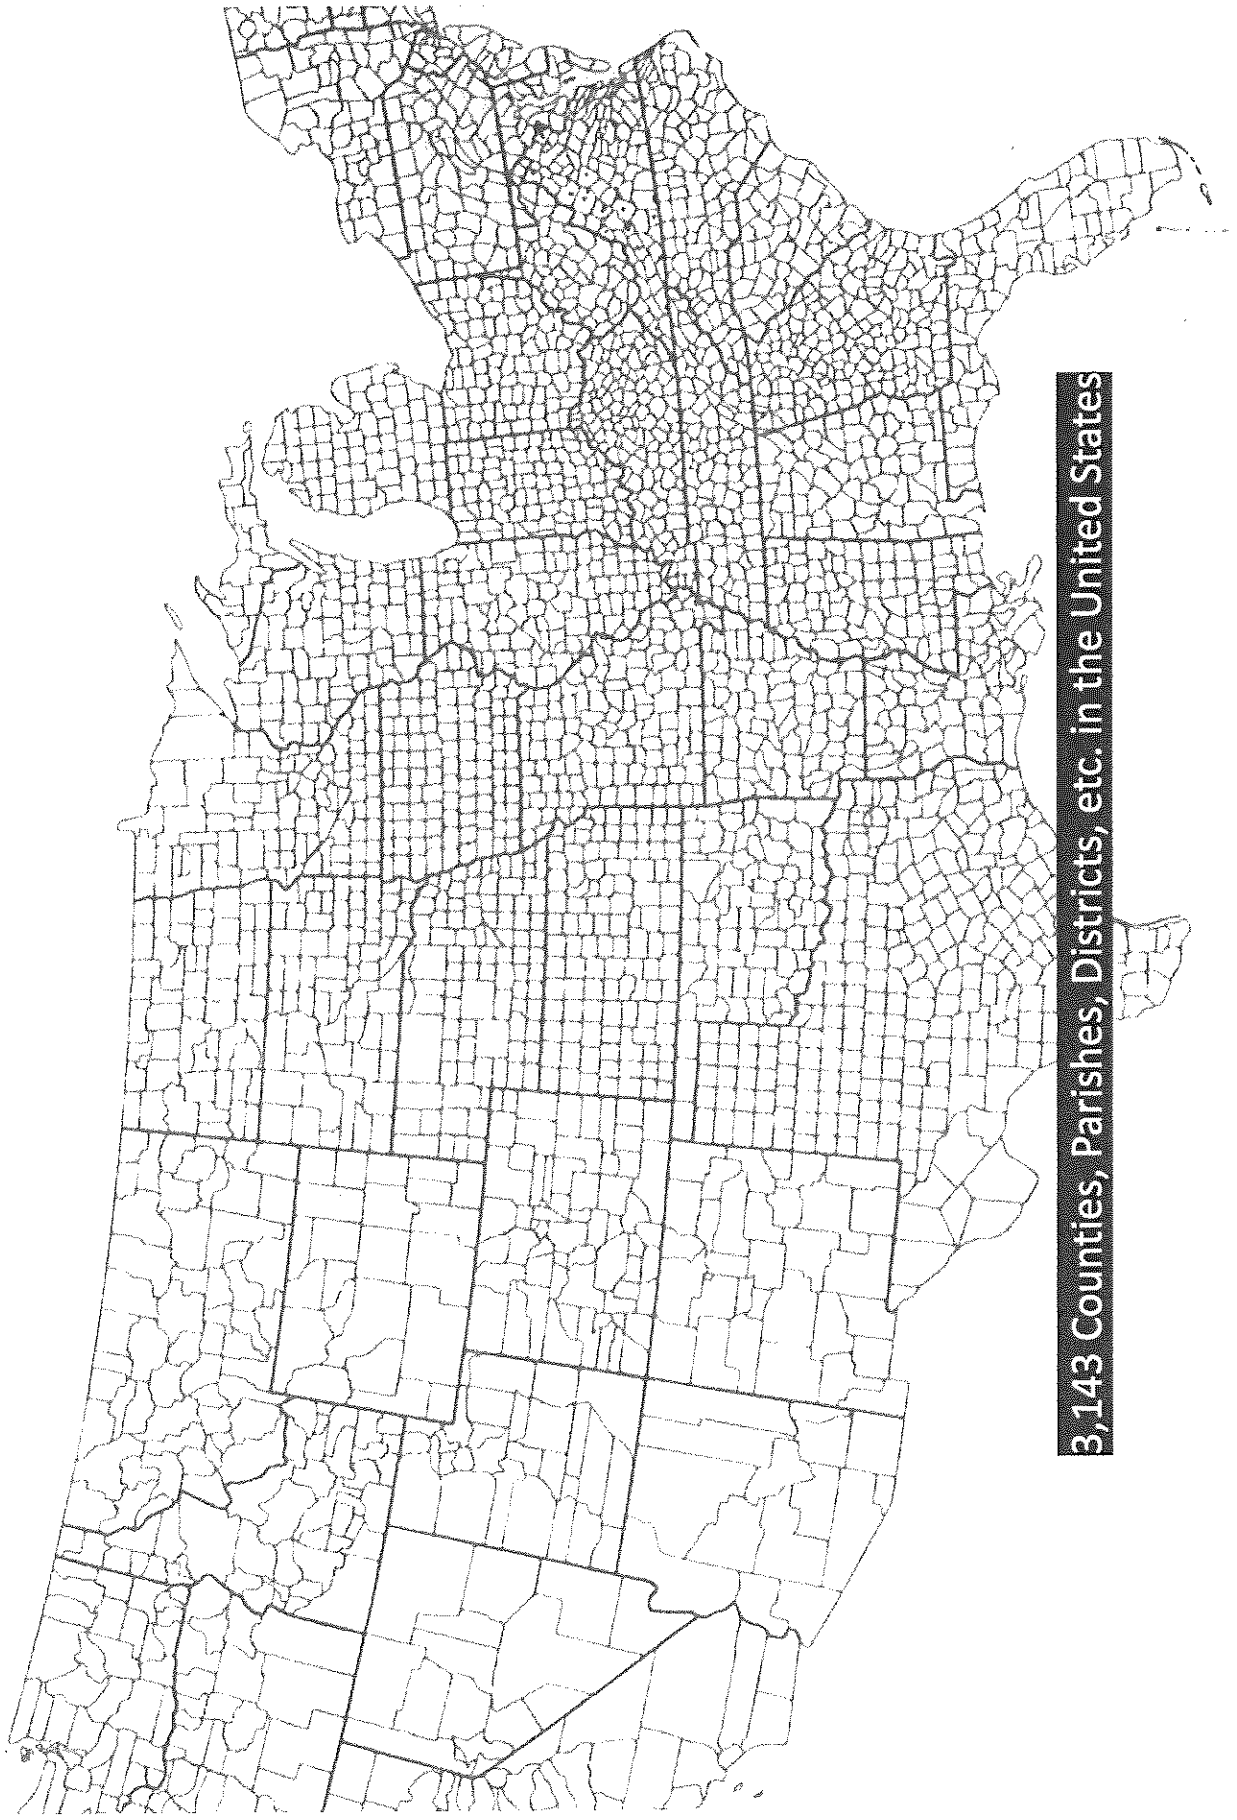 3,143 Counties, Parishes, Districts, etc. in the United States